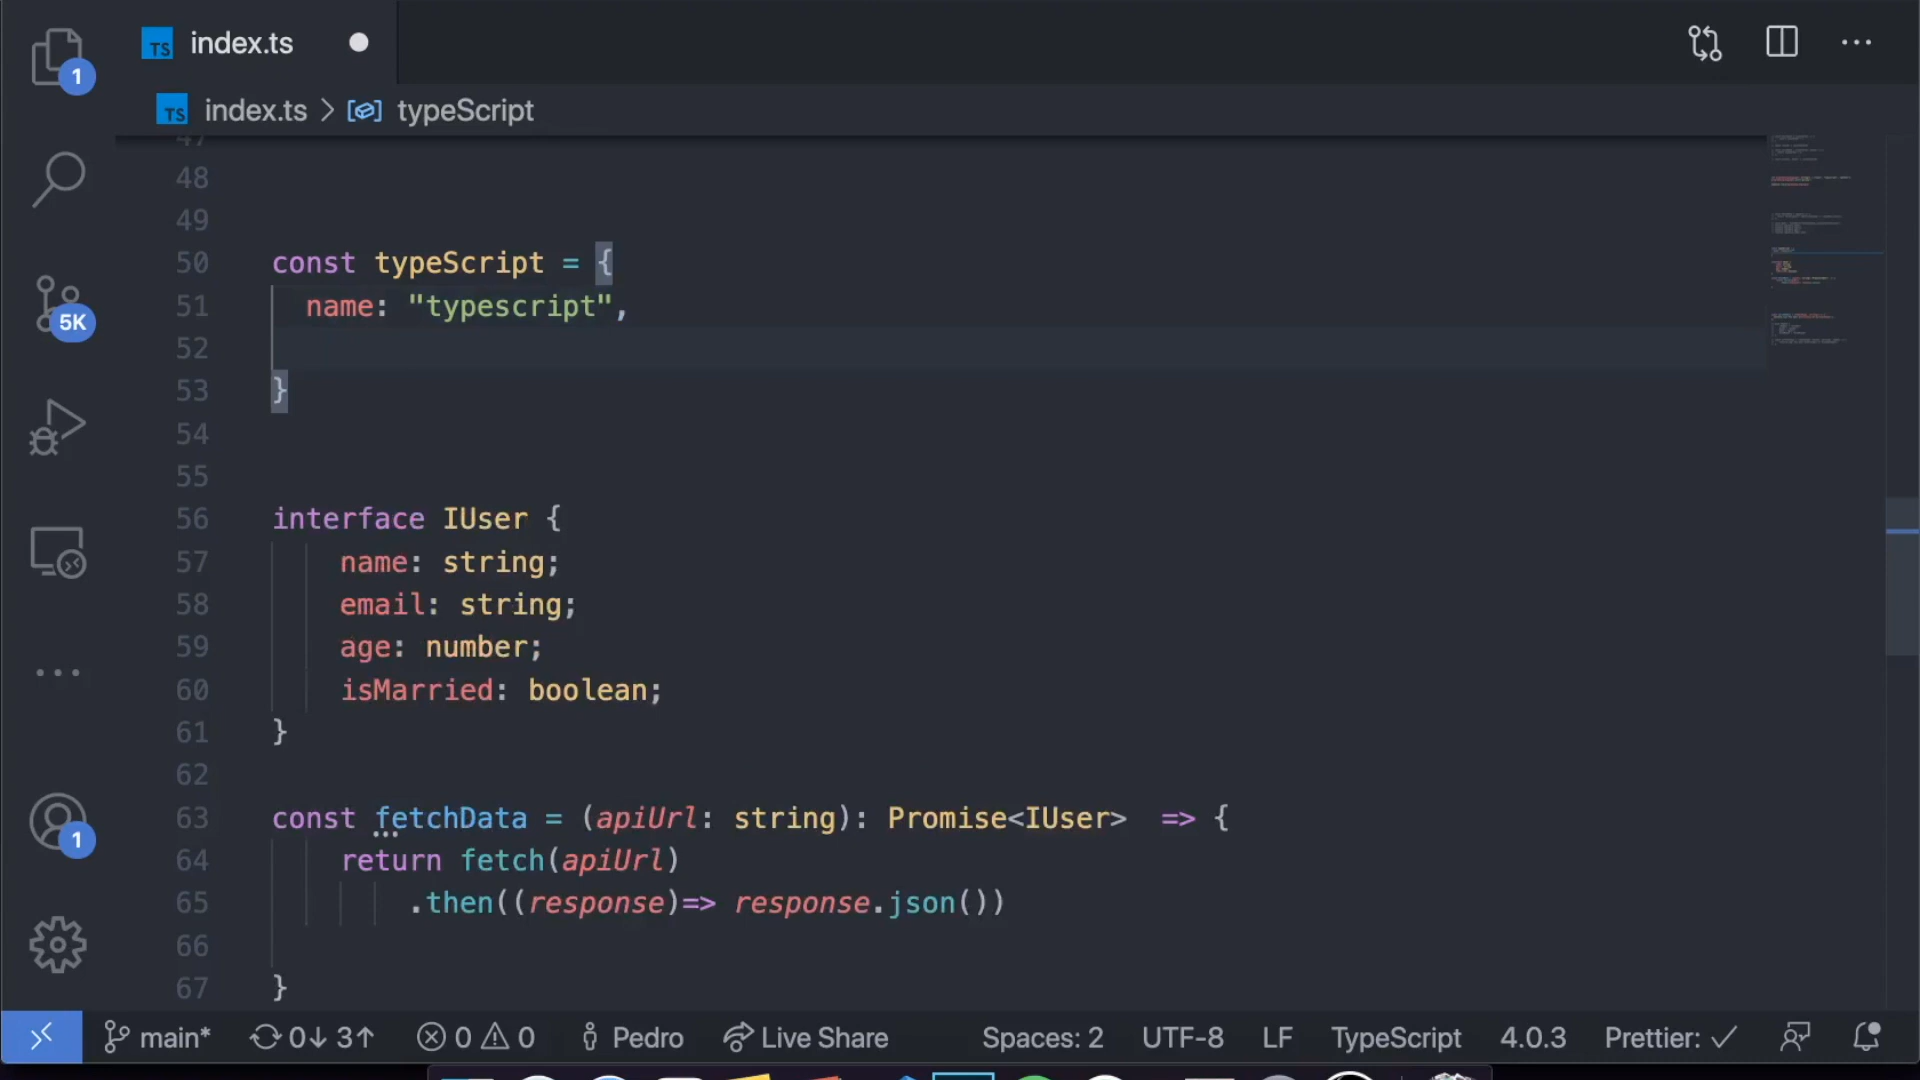 TS index.ts
1
TS index.ts > typeScript
47
48
49
50 const typeScript = {
51 name: "typescript",
52
53 }
54
55
56 interface IUser {
57 name: string;
58 email: string;
59 age: number;
60 isMarried: boolean;
61 }
62
63 const fetchData = (apiUrl: string): Promise<IUser>  => {
64 return fetch(apiUrl)
65 .then((response)=> response.json())
66
67 }
5K
1
main* 0↓ 3↑ 0 0 Pedro Live Share Spaces: 2 UTF-8 LF TypeScript 4.0.3 Prettier: ✓